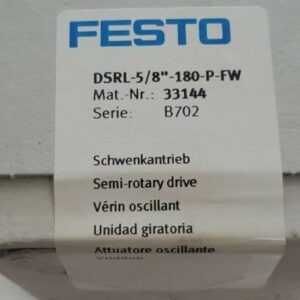 FESTO
DSRL-5/8"-180-P-FW
Mat.-Nr.: 33144
Serie: B702
Schwenkantrieb
Semi-rotary drive
Vérin oscillant
Unidad giratoria
Attuatore oscillante